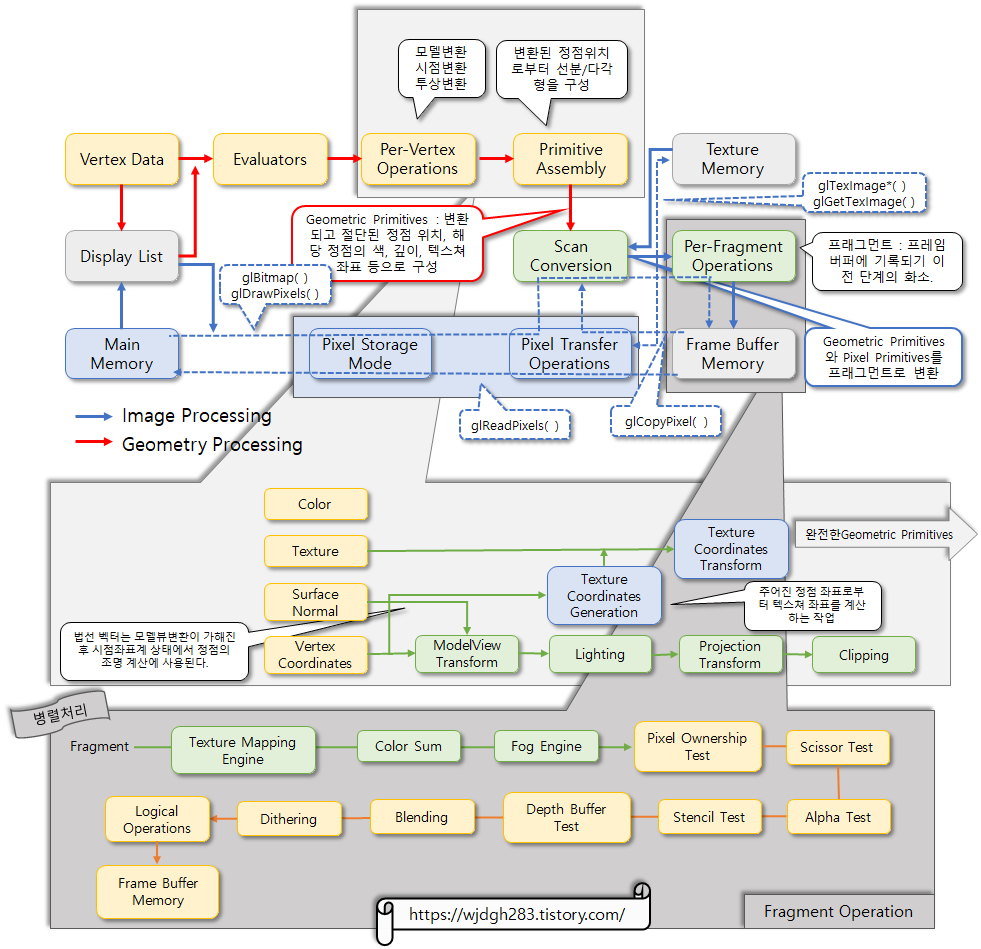 모델변환
시점변환
투상변환
변환된 정점위치
로부터 선분/다각
형을 구성
Vertex Data
Evaluators
Per-Vertex
Operations
Primitive
Assembly
Texture
Memory
glTexImage*( )
glGetTexImage( )
Geometric Primitives : 변환
되고 절단된 정점 위치, 해
당 정점의 색, 깊이, 텍스쳐
좌표 등으로 구성
Display List
Scan
Conversion
Per-Fragment
Operations
프래그먼트 : 프레임
버퍼에 기록되기 이
전 단계의 화소.
glBitmap( )
glDrawPixels( )
Main
Memory
Pixel Storage
Mode
Pixel Transfer
Operations
Frame Buffer
Memory
Geometric Primitives
와 Pixel Primitives를
프래그먼트로 변환
glReadPixels( )
glCopyPixel( )
Image Processing
Geometry Processing
Color
Texture
Surface
Normal
Vertex
Coordinates
Texture
Coordinates
Transform
완전한Geometric Primitives
Texture
Coordinates
Generation
주어진 정점 좌표로부
터 텍스쳐 좌표를 계산
하는 작업
법선 벡터는 모델뷰변환이 가해진
후 시점좌표계 상태에서 정점의
조명 계산에 사용된다.
ModelView
Transform
Lighting
Projection
Transform
Clipping
병렬처리
Fragment
Texture Mapping
Engine
Color Sum
Fog Engine
Pixel Ownership
Test
Scissor Test
Logical
Operations
Dithering
Blending
Depth Buffer
Test
Stencil Test
Alpha Test
Frame Buffer
Memory
https://wjdgh283.tistory.com/
Fragment Operation